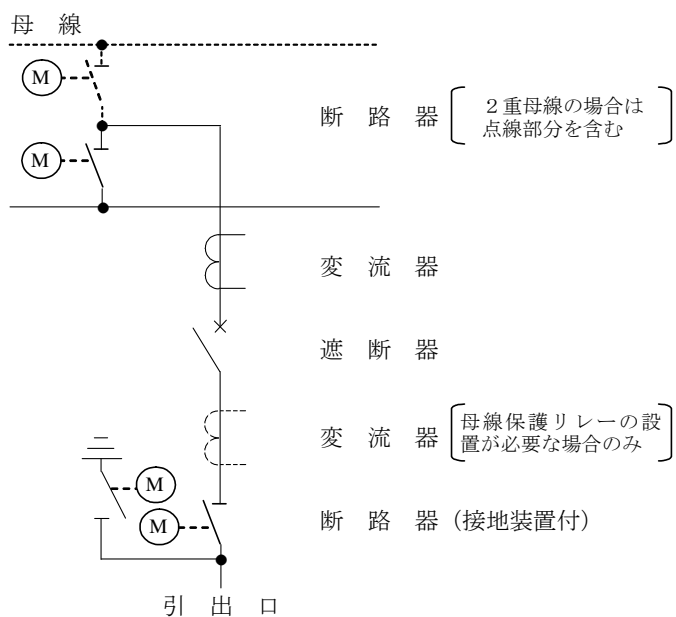 母 線
M
断 路 器 2重母線の場合は
点線部分を含む
M
変 流 器
遮 断 器
変 流 器 母線保護リレーの設
置が必要な場合のみ
M
M
断 路 器 (接地装置付)
引 出 口